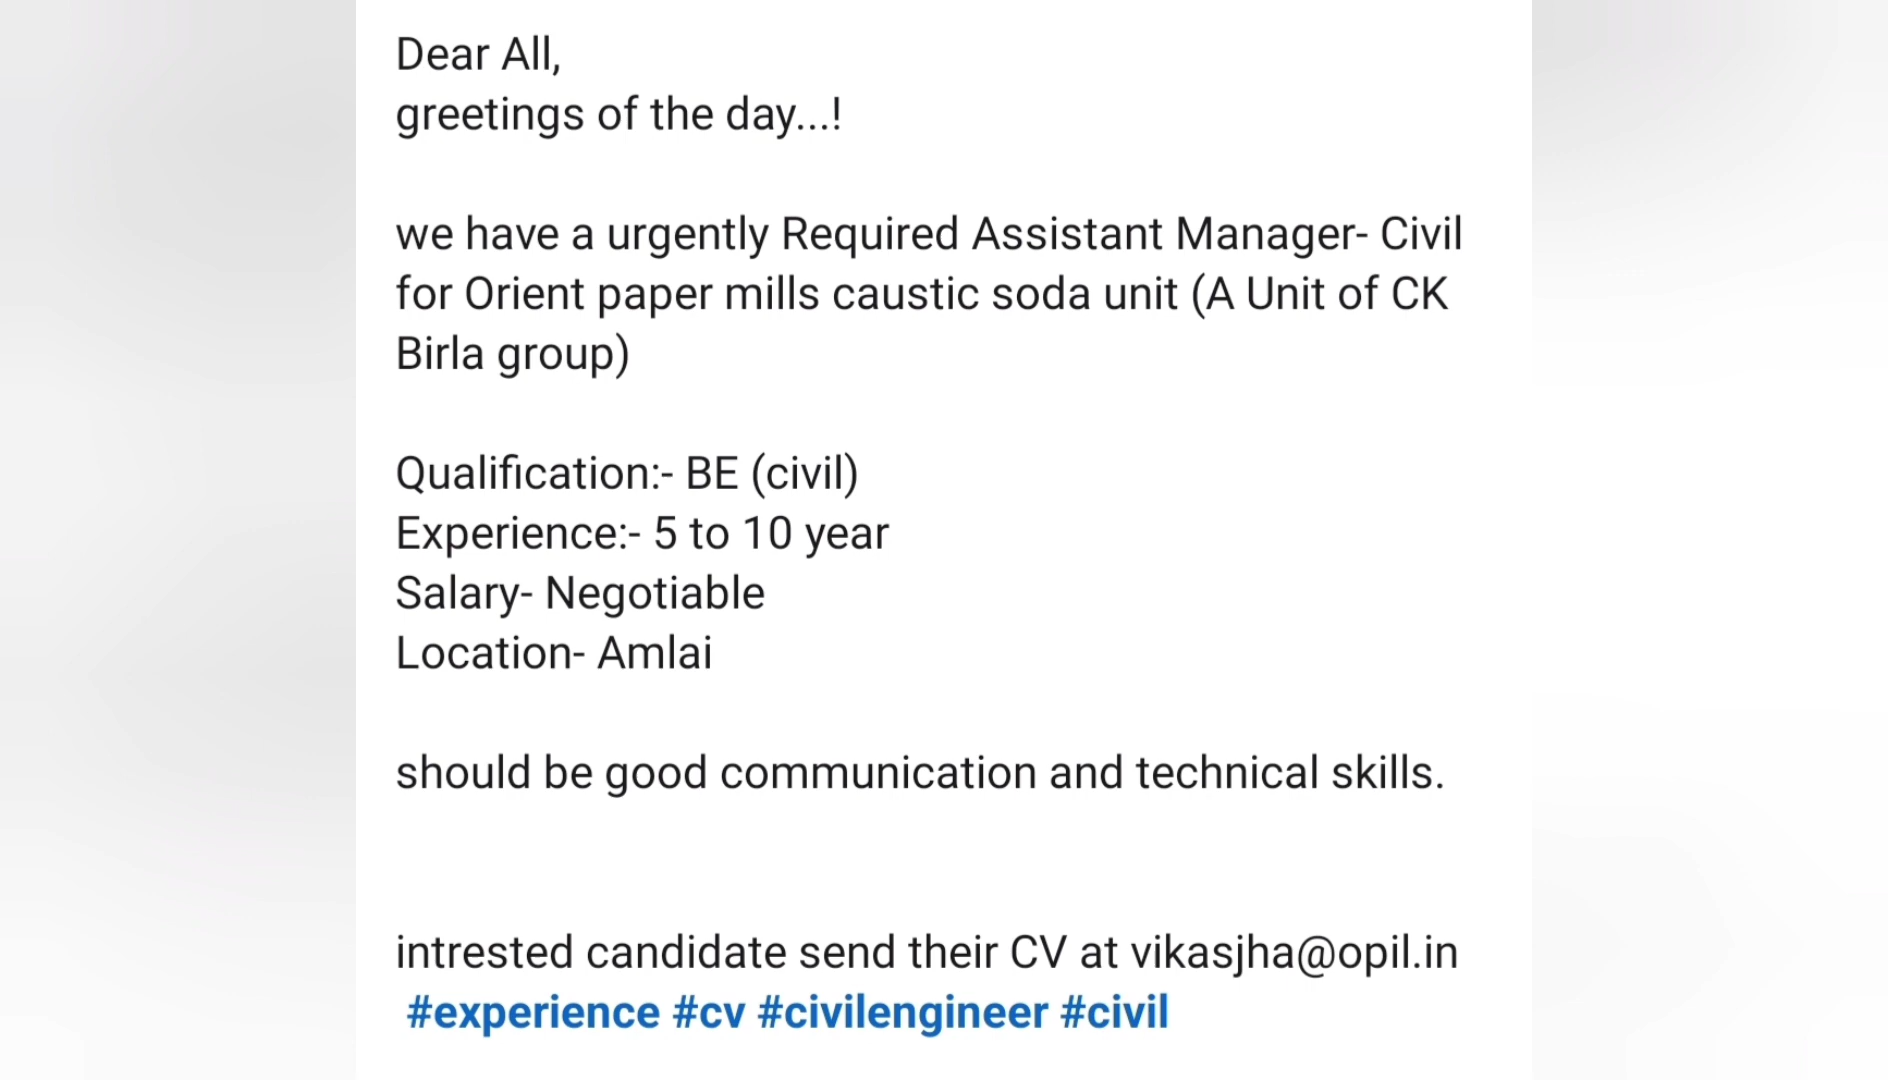 Dear All,
greetings of the day...!
we have a urgently Required Assistant Manager- Civil
for Orient paper mills caustic soda unit (A Unit of CK
Birla group)
Qualification:- BE (civil)
Experience:- 5 to 10 year
Salary- Negotiable
Location- Amlai
should be good communication and technical skills.
intrested candidate send their CV at vikasjha@opil.in
#experience #cv #civilengineer #civil